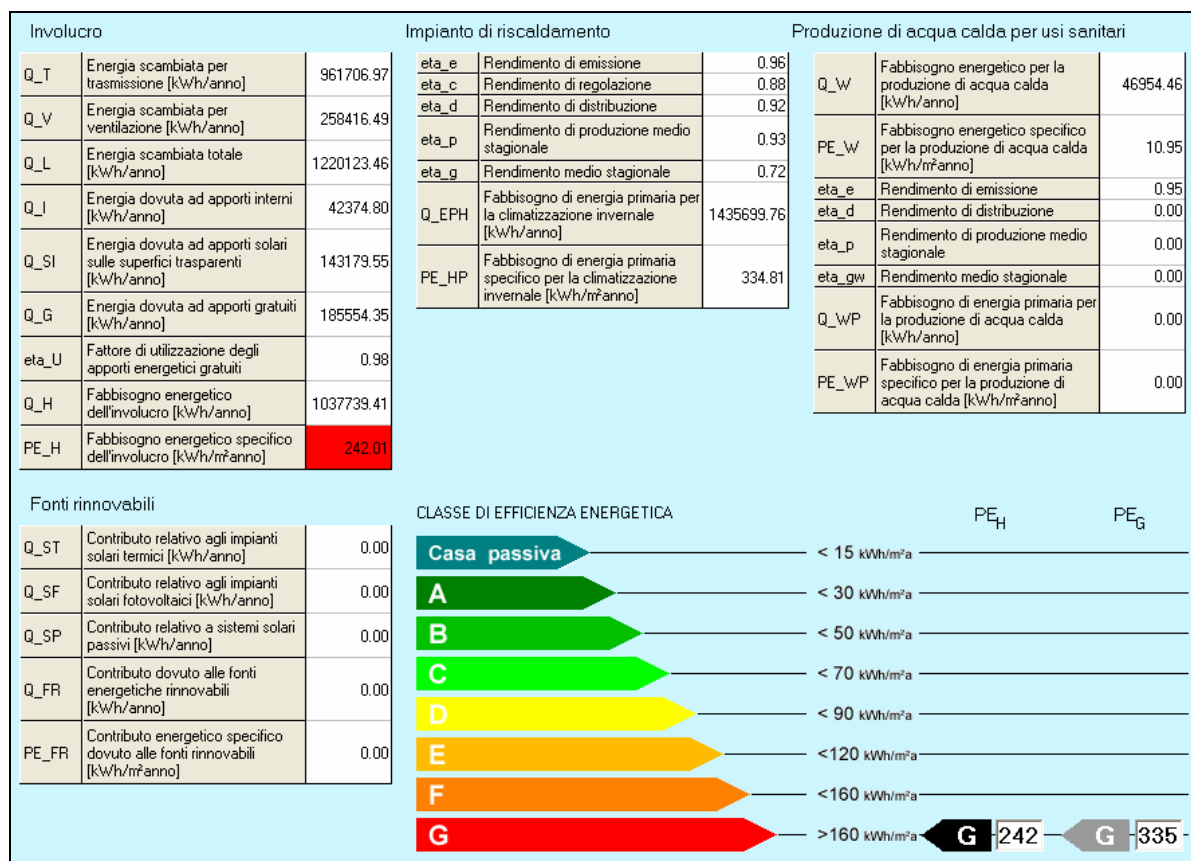 Involucro
Q_T
Energia scambiata per
trasmissione [kWh/anno]
961706.97
Q_V
Energia scambiata per
ventilazione [kWh/anno]
258416.49
Q_L
Energia scambiata totale
[kWh/anno]
1220123.46
Q_I
Energia dovuta ad apporti interni
[kWh/anno]
42374.80
Q_SI
Energia dovuta ad apporti solari
sulle superfici trasparenti
[kWh/anno]
143179.55
Q_G
Energia dovuta ad apporti gratuiti
[kWh/anno]
185554.35
eta_U
Fattore di utilizzazione degli
apporti energetici gratuiti
0.98
Q_H
Fabbisogno energetico
dell'involucro [kWh/anno]
1037739.41
PE_H
Fabbisogno energetico specifico
dell'involucro [kWh/m²anno]
242.01
Impianto di riscaldamento
eta_e Rendimento di emissione 0.96
eta_c Rendimento di regolazione 0.88
eta_d Rendimento di distribuzione 0.92
eta_p
Rendimento di produzione medio
stagionale
0.93
eta_g Rendimento medio stagionale 0.72
Q_EPH
Fabbisogno di energia primaria per
la climatizzazione invernale
[kWh/anno]
1435699.76
PE_HP
Fabbisogno di energia primaria
specifico per la climatizzazione
invernale [kWh/m²anno]
334.81
Produzione di acqua calda per usi sanitari
Q_W
Fabbisogno energetico per la
produzione di acqua calda
[kWh/anno]
46954.46
PE_W
Fabbisogno energetico specifico
per la produzione di acqua calda
[kWh/m²anno]
10.95
eta_e Rendimento di emissione 0.95
eta_d Rendimento di distribuzione 0.00
eta_p
Rendimento di produzione medio
stagionale
0.00
eta_gw Rendimento medio stagionale 0.00
Q_WP
Fabbisogno di energia primaria per
la produzione di acqua calda
[kWh/anno]
0.00
PE_WP
Fabbisogno di energia primaria
specifico per la produzione di
acqua calda [kWh/m²anno]
0.00
Fonti rinnovabili
Q_ST
Contributo relativo agli impianti
solari termici [kWh/anno]
0.00
Q_SF
Contributo relativo agli impianti
solari fotovoltaici [kWh/anno]
0.00
Q_SP
Contributo relativo a sistemi solari
passivi [kWh/anno]
0.00
Q_FR
Contributo dovuto alle fonti
energetiche rinnovabili
[kWh/anno]
0.00
PE_FR
Contributo energetico specifico
dovuto alle fonti rinnovabili
[kWh/m²anno]
0.00
CLASSE DI EFFICIENZA ENERGETICA PE_H PE_G
Casa passiva < 15 kWh/m²a
A < 30 kWh/m²a
B < 50 kWh/m²a
C < 70 kWh/m²a
D < 90 kWh/m²a
E <120 kWh/m²a
F <160 kWh/m²a
G >160 kWh/m²a G 242 G 335